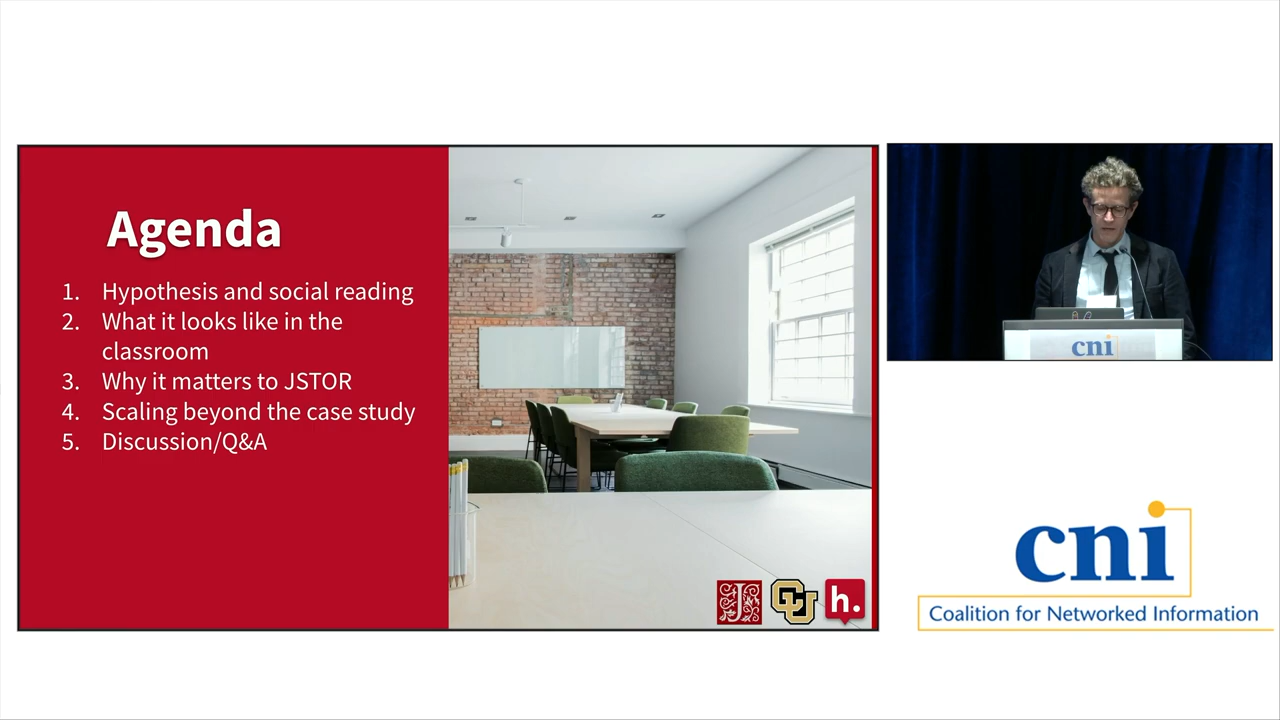 Agenda
1. Hypothesis and social reading
2. What it looks like in the
classroom
3. Why it matters to JSTOR
4. Scaling beyond the case study
5. Discussion/Q&A
J
CU
h.
cni
cni
Coalition for Networked Information